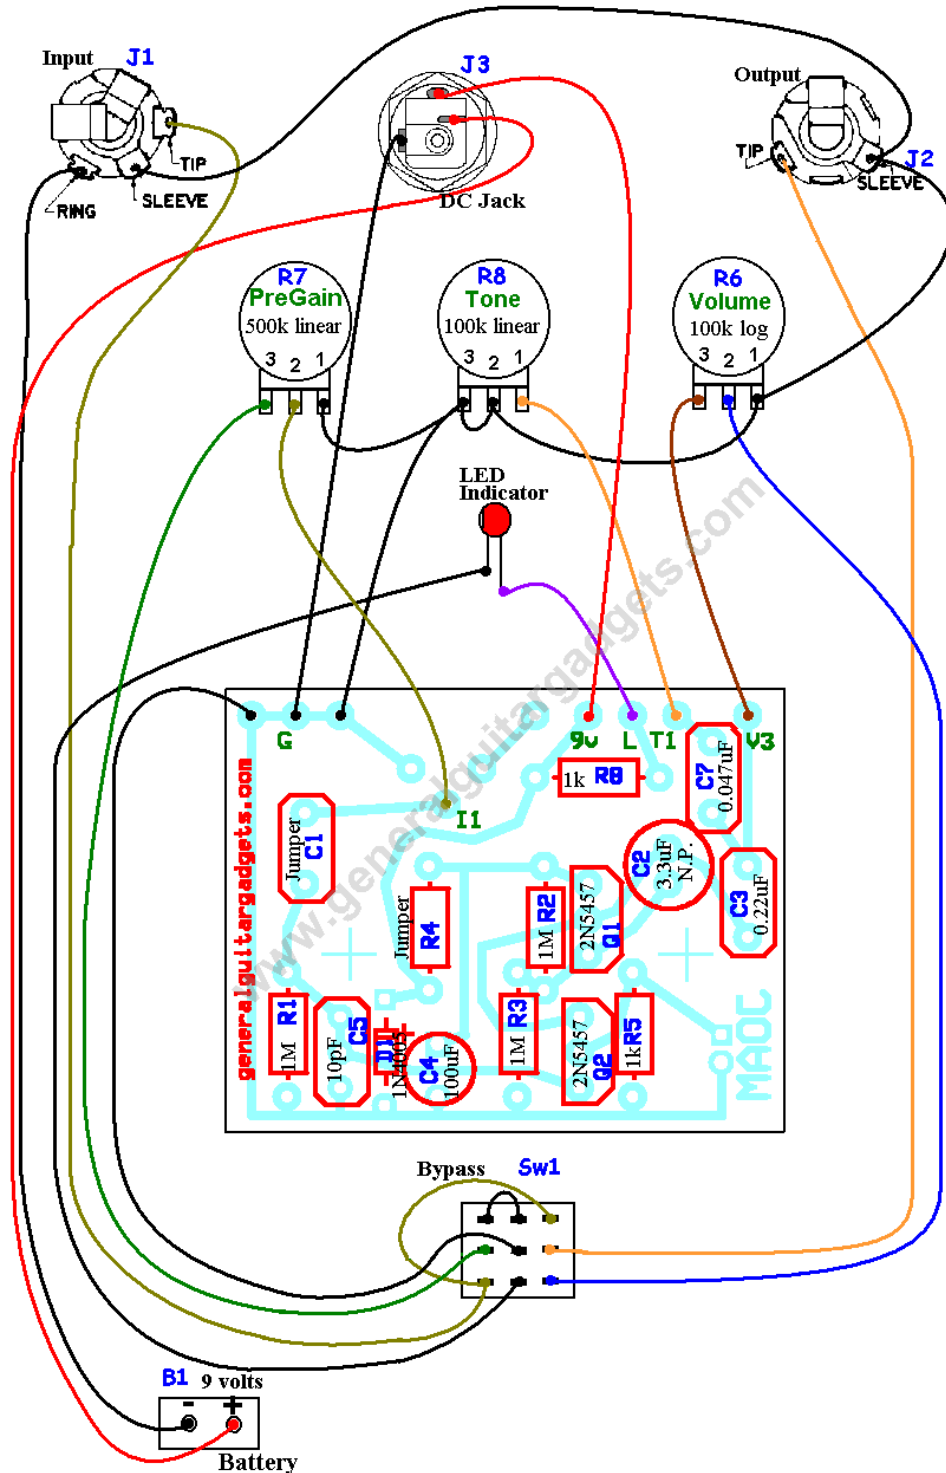 Input
J1
J3
Output
TIP
TIP
J2
SLEEVE
SLEEVE
RING
DC Jack
R7
PreGain
500k linear
3 2 1
R8
Tone
100k linear
3 2 1
R6
Volume
100k log
3 2 1
LED
Indicator
G
9v
L
T1
V3
1k
R8
C7
0.047uF
I1
Jumper
C1
C2
3.3uF
N.P.
Jumper
R4
1M
R2
2N5457
Q1
C3
0.22uF
www.generalguitargadgets.com
generalguitargadgets.com
1M
R1
10pF
C5
D1
1N4005
C4
100uF
1M
R3
2N5457
Q2
1k
R5
MAOC
Bypass
Sw1
B1
9 volts
- +
Battery